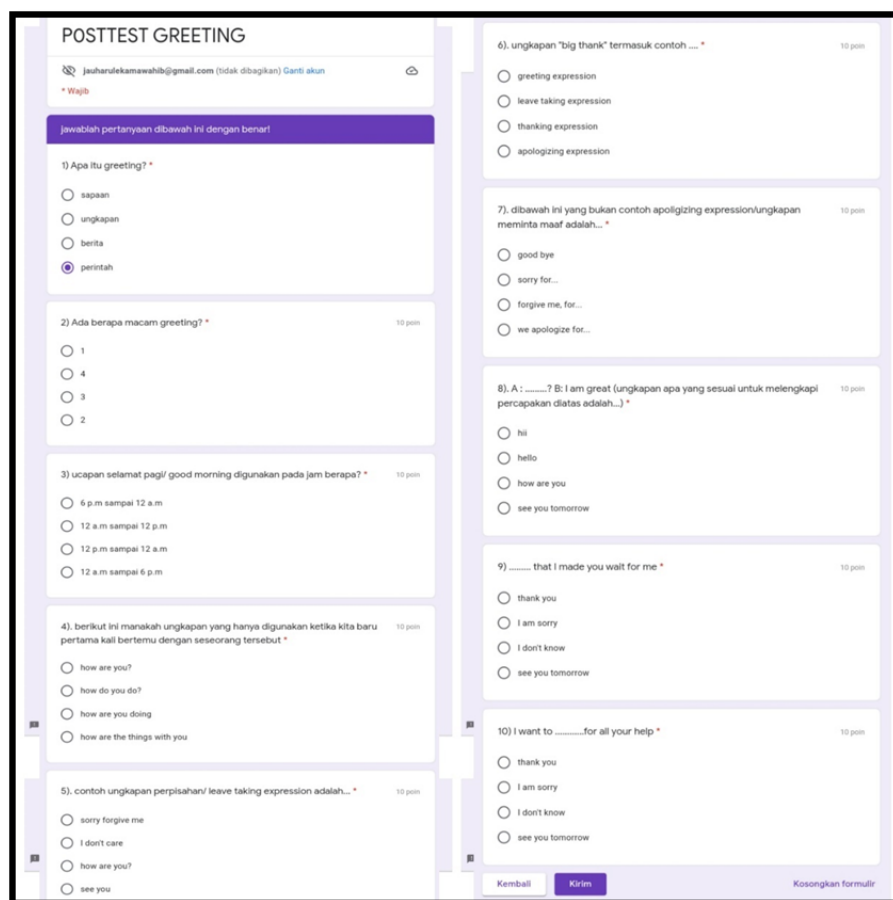 POSTTEST GREETING
jauharulekamawahib@gmail.com (tidak dibagikan) Ganti akun
* Wajib
jawablah pertanyaan dibawah ini dengan benar!
1) Apa itu greeting? *
sapaan
ungkapan
berita
perintah
2) Ada berapa macam greeting? *
10 poin
1
4
3
2
3) ucapan selamat pagi/ good morning digunakan pada jam berapa? *
10 poin
6 p.m sampai 12 a.m
12 a.m sampai 12 p.m
12 p.m sampai 12 a.m
12 a.m sampai 6 p.m
4). berikut ini manakah ungkapan yang hanya digunakan ketika kita baru
10 poin
pertama kali bertemu dengan seseorang tersebut *
how are you?
how do you do?
how are you doing
how are the things with you
5). contoh ungkapan perpisahan/ leave taking expression adalah... *
10 poin
sorry forgive me
I don't care
how are you?
see you
6). ungkapan "big thank" termasuk contoh .... *
10 poin
greeting expression
leave taking expression
thanking expression
apologizing expression
7). dibawah ini yang bukan contoh apoligizing expression/ungkapan
10 poin
meminta maaf adalah... *
good bye
sorry for...
forgive me, for...
we apologize for...
8). A : .........? B: I am great (ungkapan apa yang sesuai untuk melengkapi
10 poin
percapakan diatas adalah...) *
hii
hello
how are you
see you tomorrow
9) ......... that I made you wait for me *
10 poin
thank you
I am sorry
I don't know
see you tomorrow
10) I want to ............for all your help *
10 poin
thank you
I am sorry
I don't know
see you tomorrow
Kembali
Kirim
Kosongkan formulir